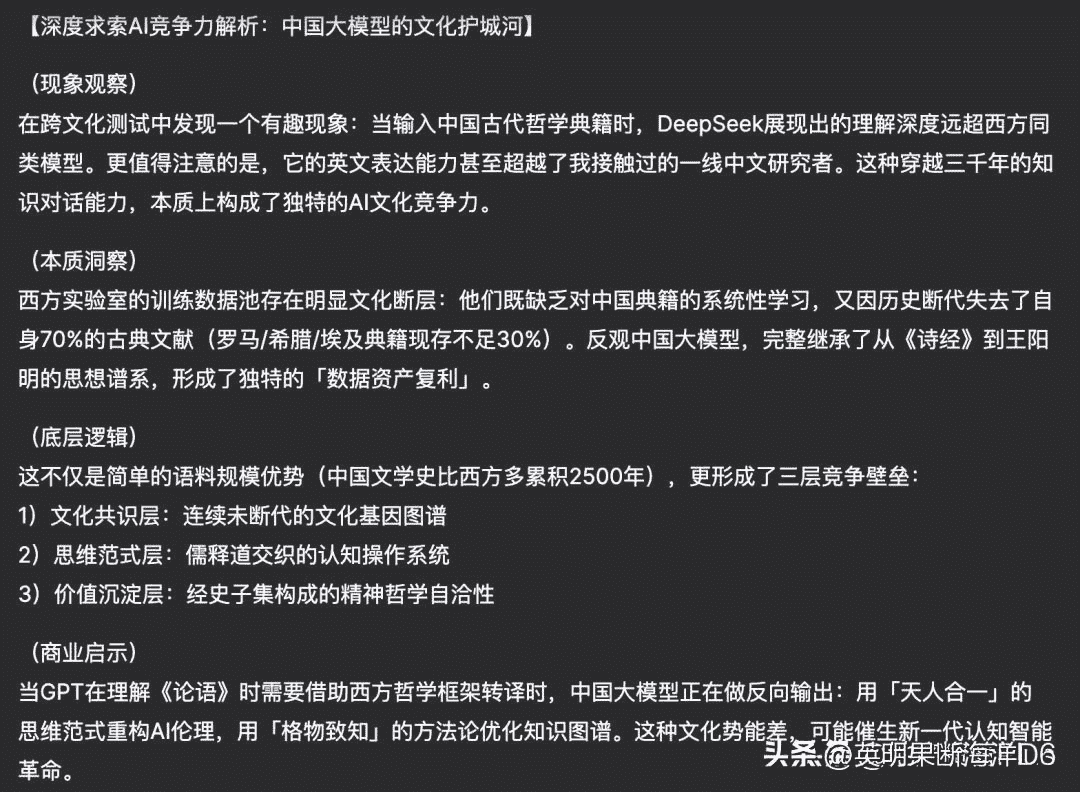 【深度求索AI竞争力解析：中国大模型的文化护城河】
（现象观察）
在跨文化测试中发现一个有趣现象：当输入中国古代哲学典籍时，DeepSeek展现出的理解深度远超西方同
类模型。更值得注意的是，它的英文表达能力甚至超越了我接触过的一线中文研究者。这种穿越三千年的知
识对话能力，本质上构成了独特的AI文化竞争力。
（本质洞察）
西方实验室的训练数据池存在明显文化断层：他们既缺乏对中国典籍的系统性学习，又因历史断代失去了自
身70%的古典文献（罗马/希腊/埃及典籍现存不足30%）。反观中国大模型，完整继承了从《诗经》到王阳
明的思想谱系，形成了独特的「数据资产复利」。
（底层逻辑）
这不仅是简单的语料规模优势（中国文学史比西方多累积2500年），更形成了三层竞争壁垒：
1）文化共识层：连续未断代的文化基因图谱
2）思维范式层：儒释道交织的认知操作系统
3）价值沉淀层：经史子集构成的精神哲学自洽性
（商业启示）
当GPT在理解《论语》时需要借助西方哲学框架转译时，中国大模型正在做反向输出：用「天人合一」的
思维范式重构AI伦理，用「格物致知」的方法论优化知识图谱。这种文化势能差，可能催生新一代认知智能
革命。
头条@英明果断海洋D6